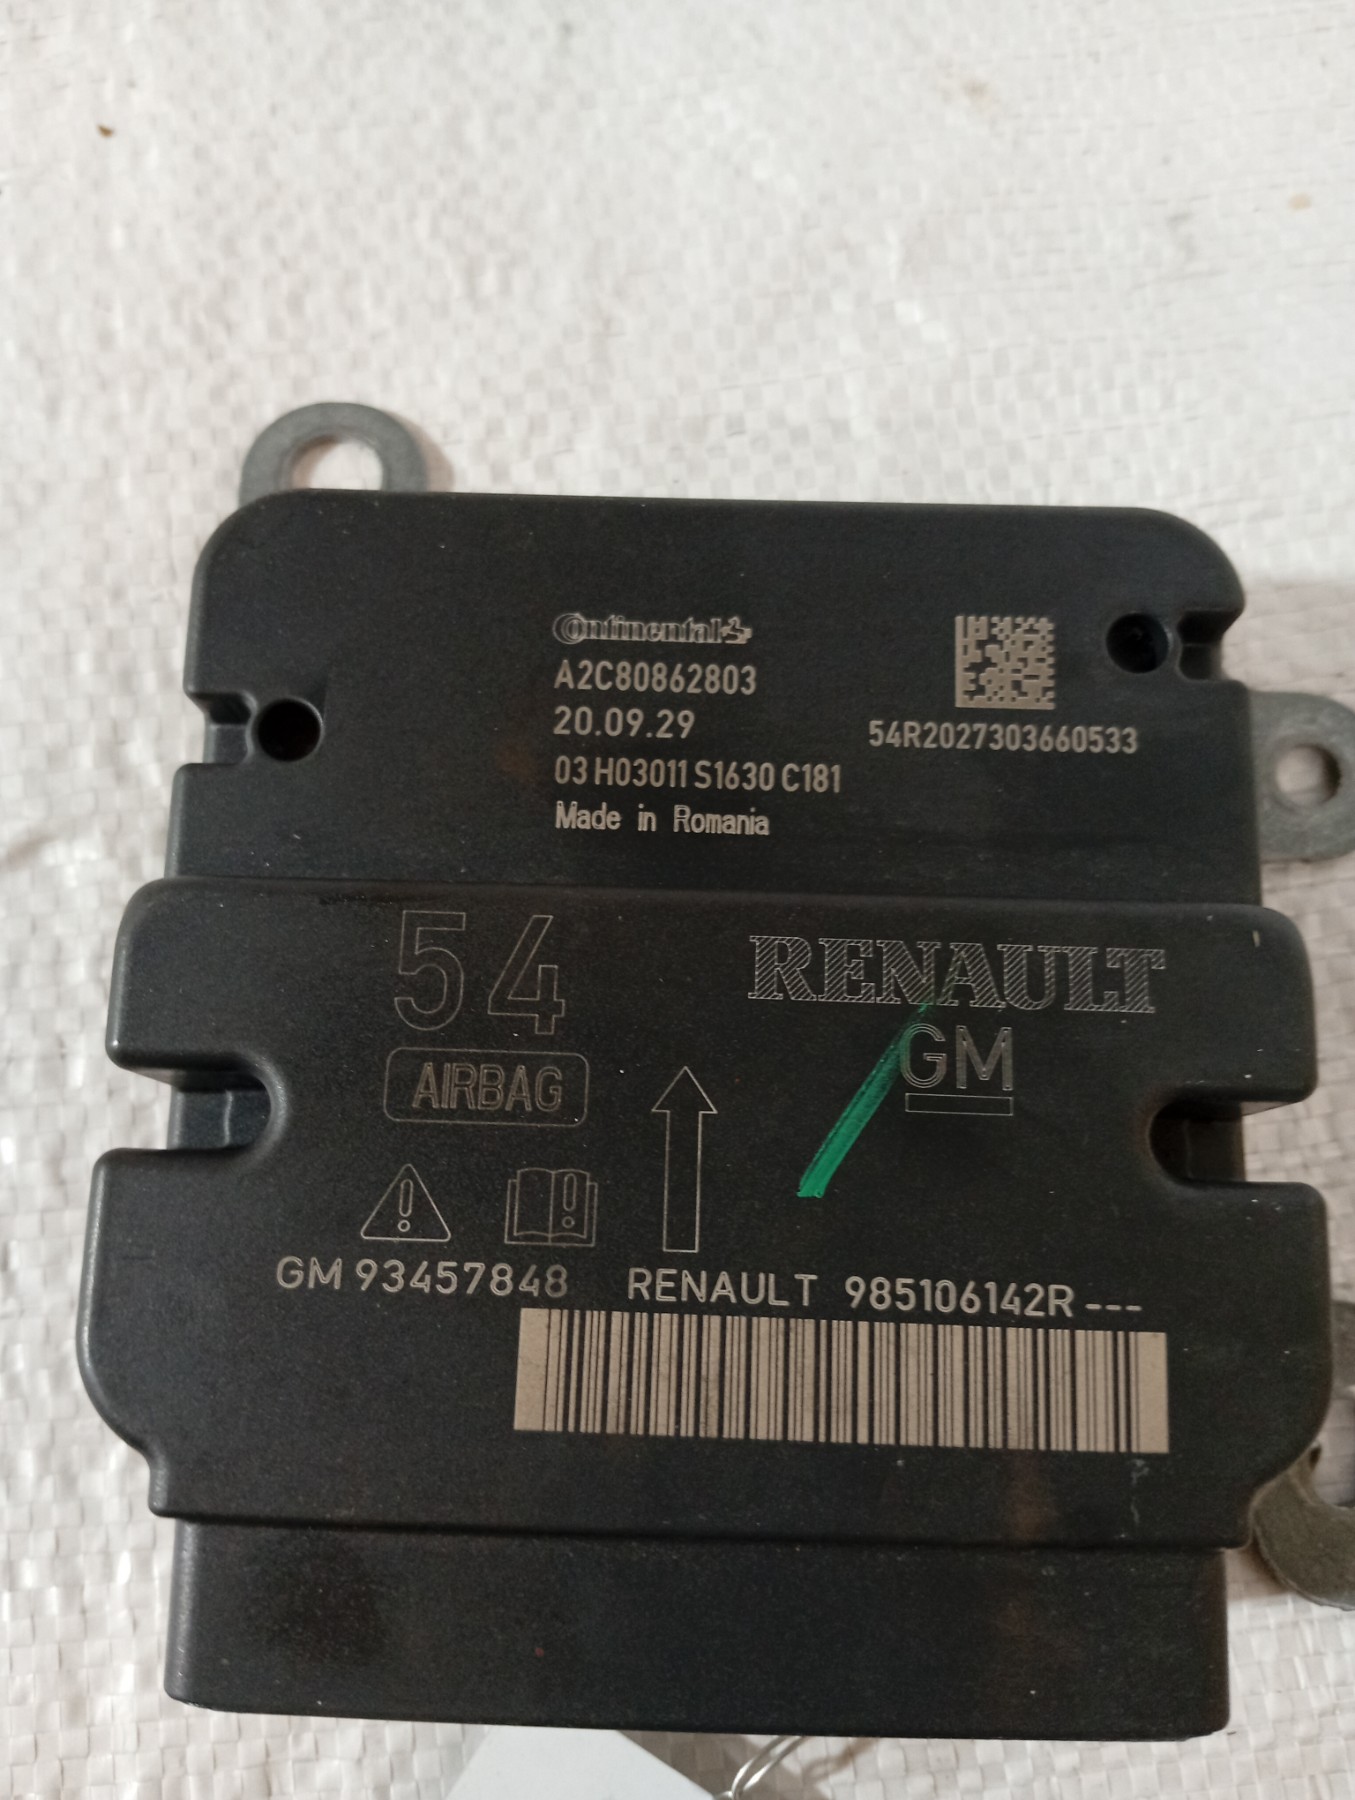 Continental
A2C80862803
20.09.29
54R2027303660533
03 H03011 S1630 C181
Made in Romania
54
RENAULT
GM
AIRBAG
GM 93457848 RENAULT 985106142R ---